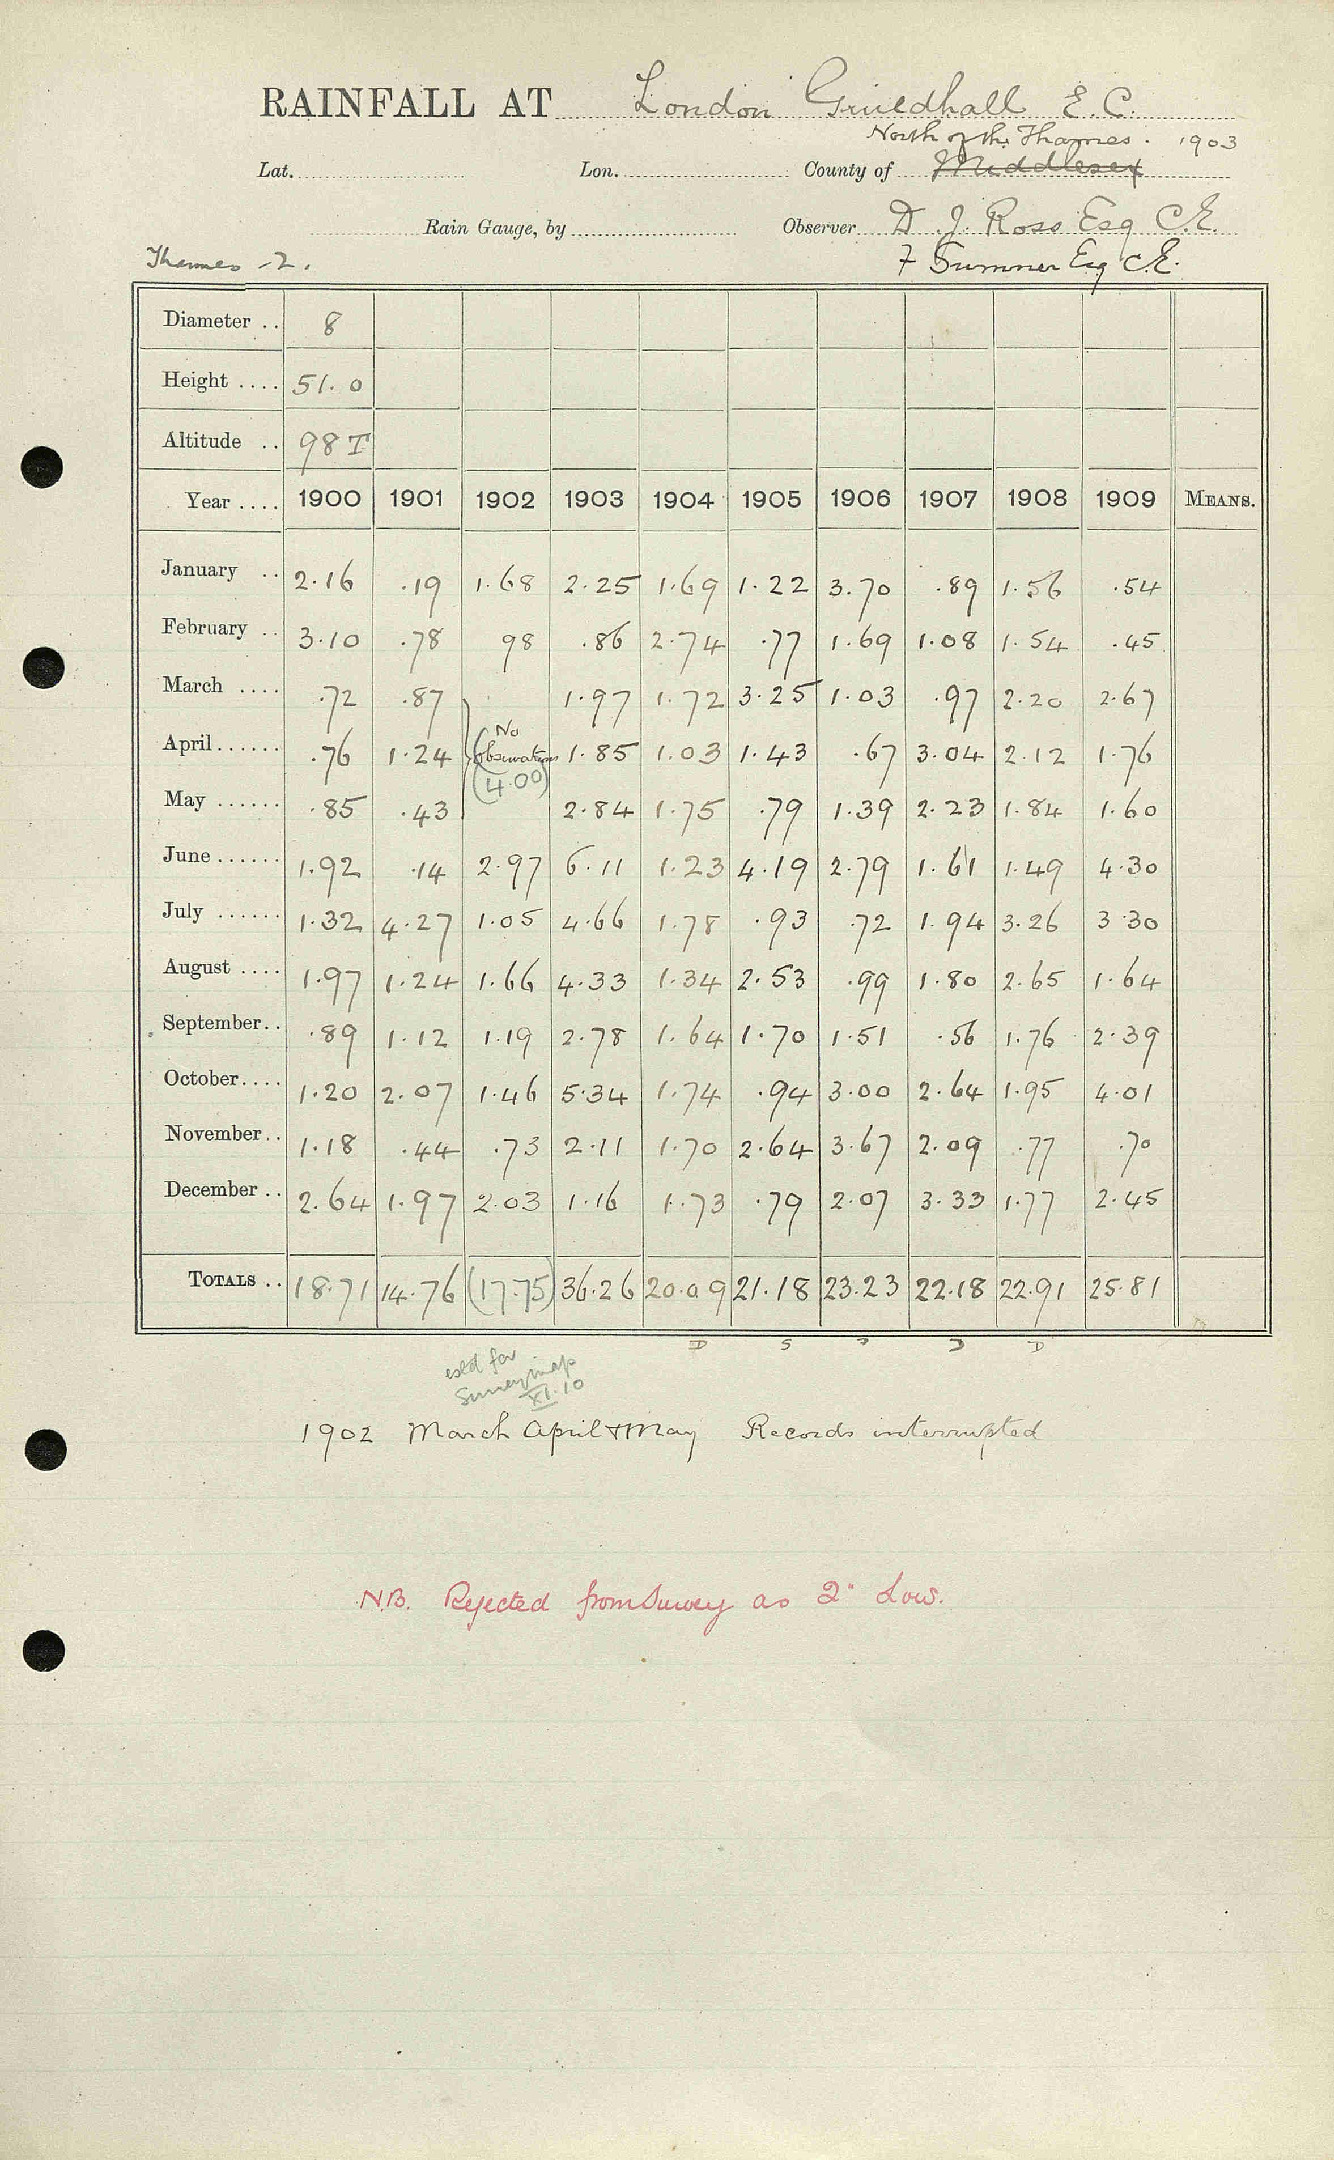 RAINFALL AT London Guildhall E.C.
North of the Thames. 1903
Lat. Lon. County of Middlesex
Rain Gauge, by Observer D. J. Ross Esq C.E.
Thames .2. F Sumner Esq C.E.
Diameter .. 8
Height .... 51.0
Altitude .. 98 T
Year .... 1900 1901 1902 1903 1904 1905 1906 1907 1908 1909 MEANS.
January .. 2.16 .19 1.68 2.25 1.69 1.22 3.70 .89 1.56 .54
February .. 3.10 .78 98 .86 2.74 .77 1.69 1.08 1.54 .45
March .... .72 .87 1.97 1.72 3.25 1.03 .97 2.20 2.67
No
April ...... .76 1.24 observations 1.85 1.03 1.43 .67 3.04 2.12 1.76
(4.00)
May ...... .85 .43 2.84 1.75 .79 1.39 2.23 1.84 1.60
June ...... 1.92 .14 2.97 6.11 1.23 4.19 2.79 1.61 1.49 4.30
July ...... 1.32 4.27 1.05 4.66 1.78 .93 .72 1.94 3.26 3 30
August .... 1.97 1.24 1.66 4.33 1.34 2.53 .99 1.80 2.65 1.64
September .. .89 1.12 1.19 2.78 1.64 1.70 1.51 .56 1.76 2.39
October .... 1.20 2.07 1.46 5.34 1.74 .94 3.00 2.64 1.95 4.01
November .. 1.18 .44 .73 2.11 1.70 2.64 3.67 2.09 .77 .70
December .. 2.64 1.97 2.03 1.16 1.73 .79 2.07 3.33 1.77 2.45
TOTALS .. 18.71 14.76 (17.75) 36.26 20.09 21.18 23.23 22.18 22.91 25.81
D S D D
estd for
Survey map
XI.10
1902 March April & May Records interrupted
N.B. Rejected from Survey as 2" Low.